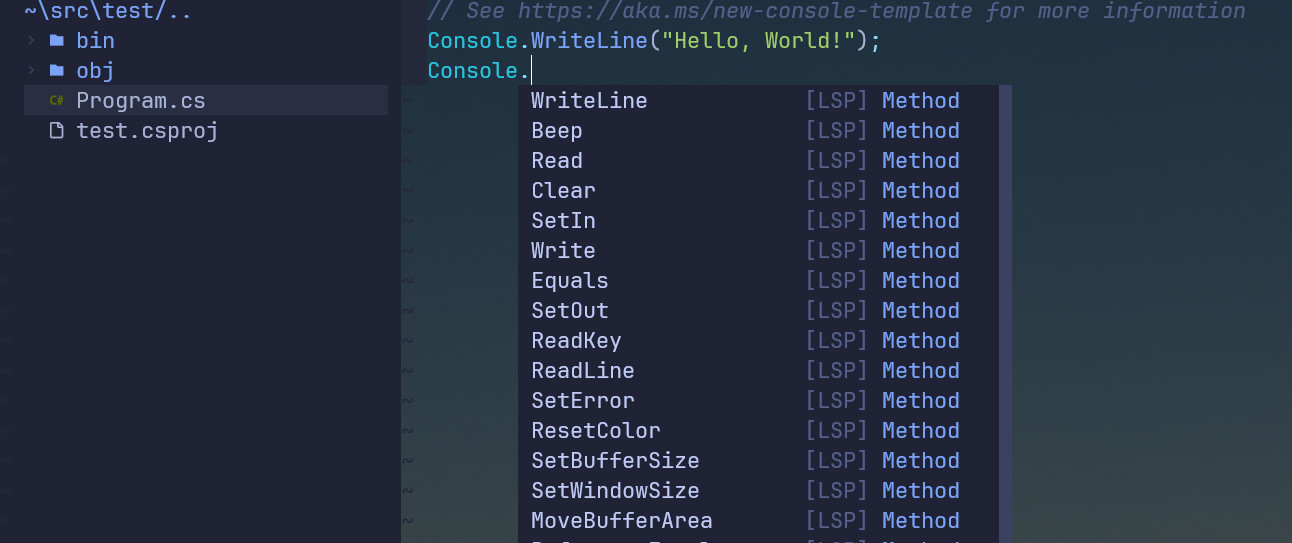 ~\src\test/..
bin
obj
C# Program.cs
test.csproj
// See https://aka.ms/new-console-template for more information
Console.WriteLine("Hello, World!");
Console.
WriteLine [LSP] Method
Beep [LSP] Method
Read [LSP] Method
Clear [LSP] Method
SetIn [LSP] Method
Write [LSP] Method
Equals [LSP] Method
SetOut [LSP] Method
ReadKey [LSP] Method
ReadLine [LSP] Method
SetError [LSP] Method
ResetColor [LSP] Method
SetBufferSize [LSP] Method
SetWindowSize [LSP] Method
MoveBufferArea [LSP] Method